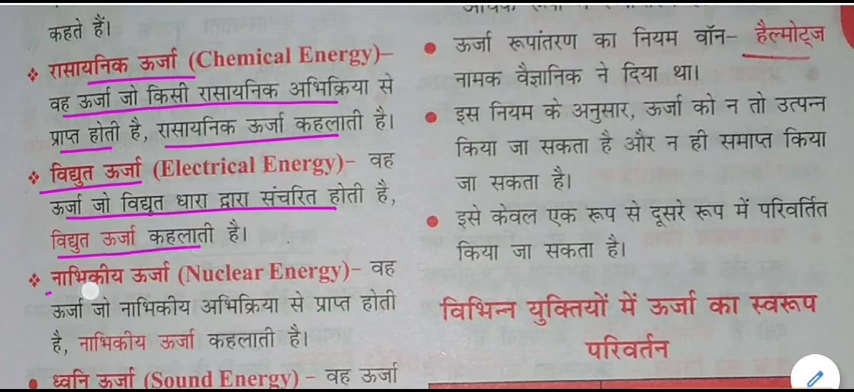 कहते हैं।
❖ रासायनिक ऊर्जा (Chemical Energy)–
वह ऊर्जा जो किसी रासायनिक अभिक्रिया से
प्राप्त होती है, रासायनिक ऊर्जा कहलाती है।
❖ विद्युत ऊर्जा (Electrical Energy)– वह
ऊर्जा जो विद्युत धारा द्वारा संचरित होती है,
विद्युत ऊर्जा कहलाती है।
❖ नाभिकीय ऊर्जा (Nuclear Energy)– वह
ऊर्जा जो नाभिकीय अभिक्रिया से प्राप्त होती
है, नाभिकीय ऊर्जा कहलाती है।
• ध्वनि ऊर्जा (Sound Energy) – वह ऊर्जा
• ऊर्जा रूपांतरण का नियम वॉन– हैल्मोट्ज
नामक वैज्ञानिक ने दिया था।
• इस नियम के अनुसार, ऊर्जा को न तो उत्पन्न
किया जा सकता है और न ही समाप्त किया
जा सकता है।
• इसे केवल एक रूप से दूसरे रूप में परिवर्तित
किया जा सकता है।
विभिन्न युक्तियों में ऊर्जा का स्वरूप
परिवर्तन